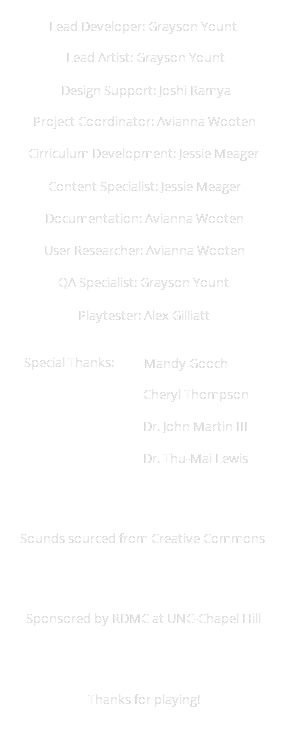 Lead Developer: Grayson Yount
Lead Artist: Grayson Yount
Design Support: Joshi Ramya
Project Coordinator: Avianna Wooten
Cirriculum Development: Jessie Meager
Content Specialist: Jessie Meager
Documentation: Avianna Wooten
User Researcher: Avianna Wooten
QA Specialist: Grayson Yount
Playtester: Alex Gilliatt
Special Thanks: Mandy Gooch
Cheryl Thompson
Dr. John Martin III
Dr. Thu-Mai Lewis
Sounds sourced from Creative Commons
Sponsored by RDMC at UNC-Chapel Hill
Thanks for playing!